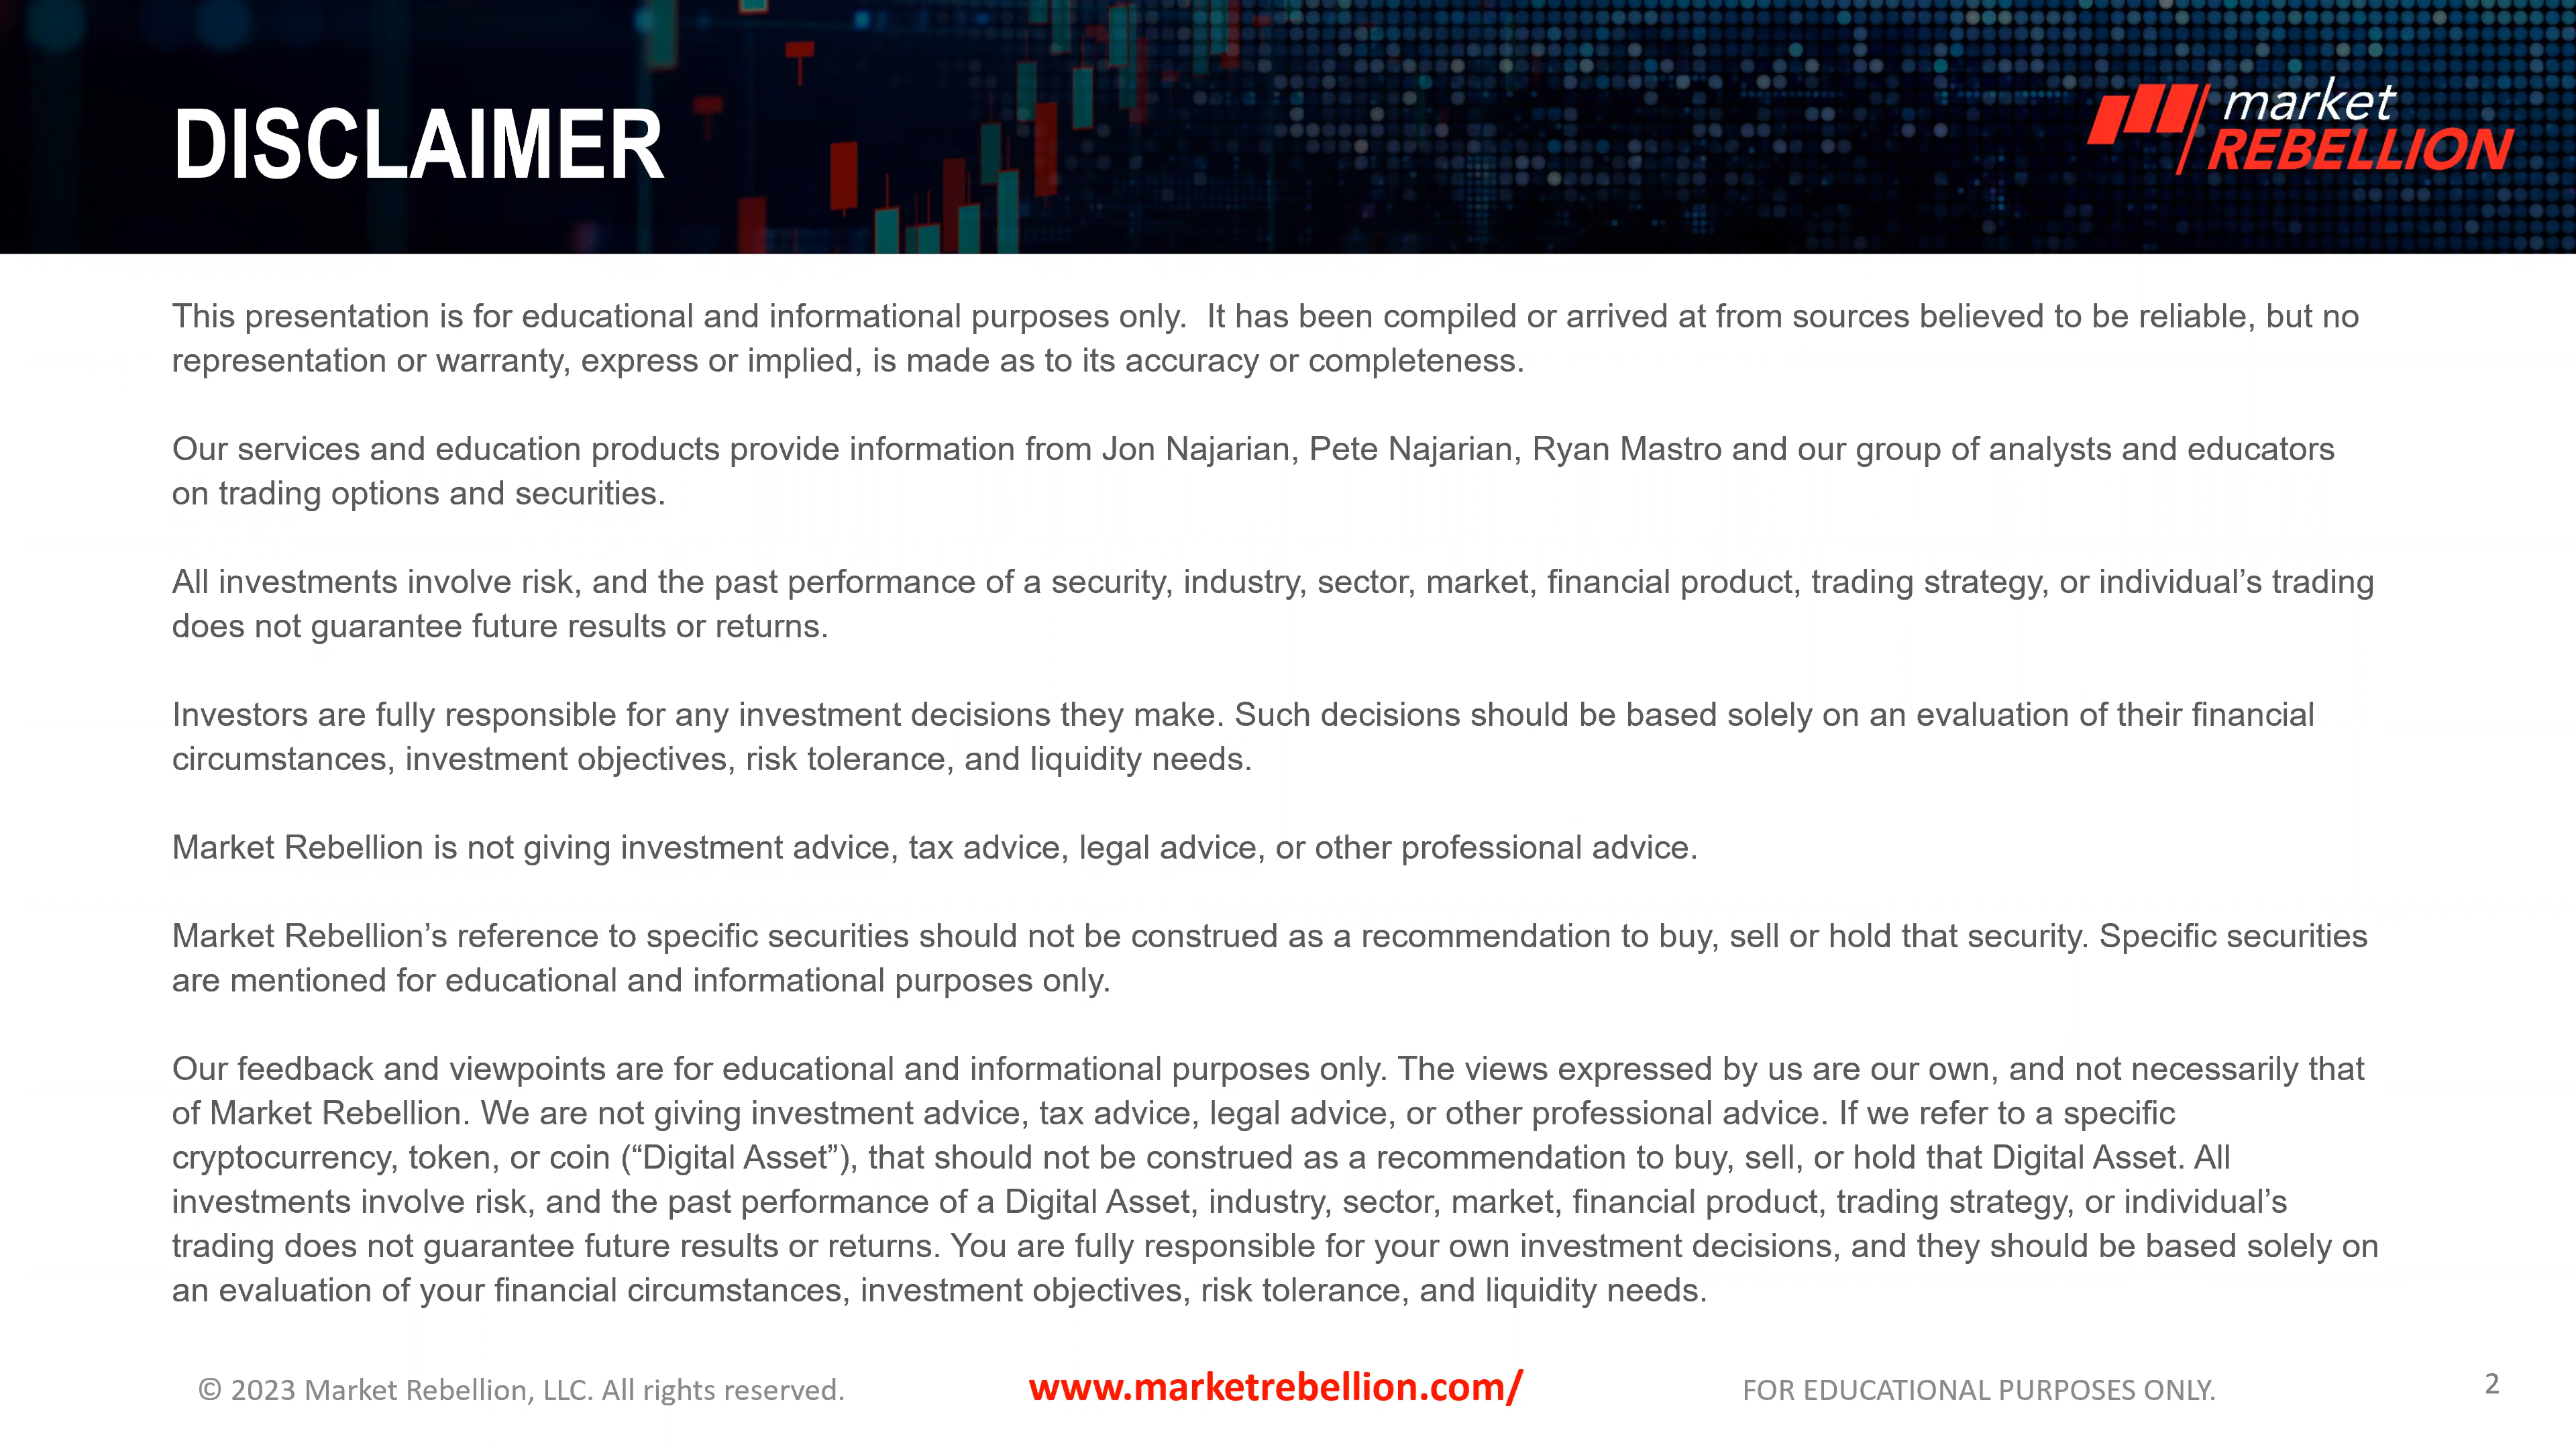 DISCLAIMER
market
REBELLION
This presentation is for educational and informational purposes only.  It has been compiled or arrived at from sources believed to be reliable, but no
representation or warranty, express or implied, is made as to its accuracy or completeness.
Our services and education products provide information from Jon Najarian, Pete Najarian, Ryan Mastro and our group of analysts and educators
on trading options and securities.
All investments involve risk, and the past performance of a security, industry, sector, market, financial product, trading strategy, or individual’s trading
does not guarantee future results or returns.
Investors are fully responsible for any investment decisions they make. Such decisions should be based solely on an evaluation of their financial
circumstances, investment objectives, risk tolerance, and liquidity needs.
Market Rebellion is not giving investment advice, tax advice, legal advice, or other professional advice.
Market Rebellion’s reference to specific securities should not be construed as a recommendation to buy, sell or hold that security. Specific securities
are mentioned for educational and informational purposes only.
Our feedback and viewpoints are for educational and informational purposes only. The views expressed by us are our own, and not necessarily that
of Market Rebellion. We are not giving investment advice, tax advice, legal advice, or other professional advice. If we refer to a specific
cryptocurrency, token, or coin (“Digital Asset”), that should not be construed as a recommendation to buy, sell, or hold that Digital Asset. All
investments involve risk, and the past performance of a Digital Asset, industry, sector, market, financial product, trading strategy, or individual’s
trading does not guarantee future results or returns. You are fully responsible for your own investment decisions, and they should be based solely on
an evaluation of your financial circumstances, investment objectives, risk tolerance, and liquidity needs.
© 2023 Market Rebellion, LLC. All rights reserved.
www.marketrebellion.com/
FOR EDUCATIONAL PURPOSES ONLY.
2